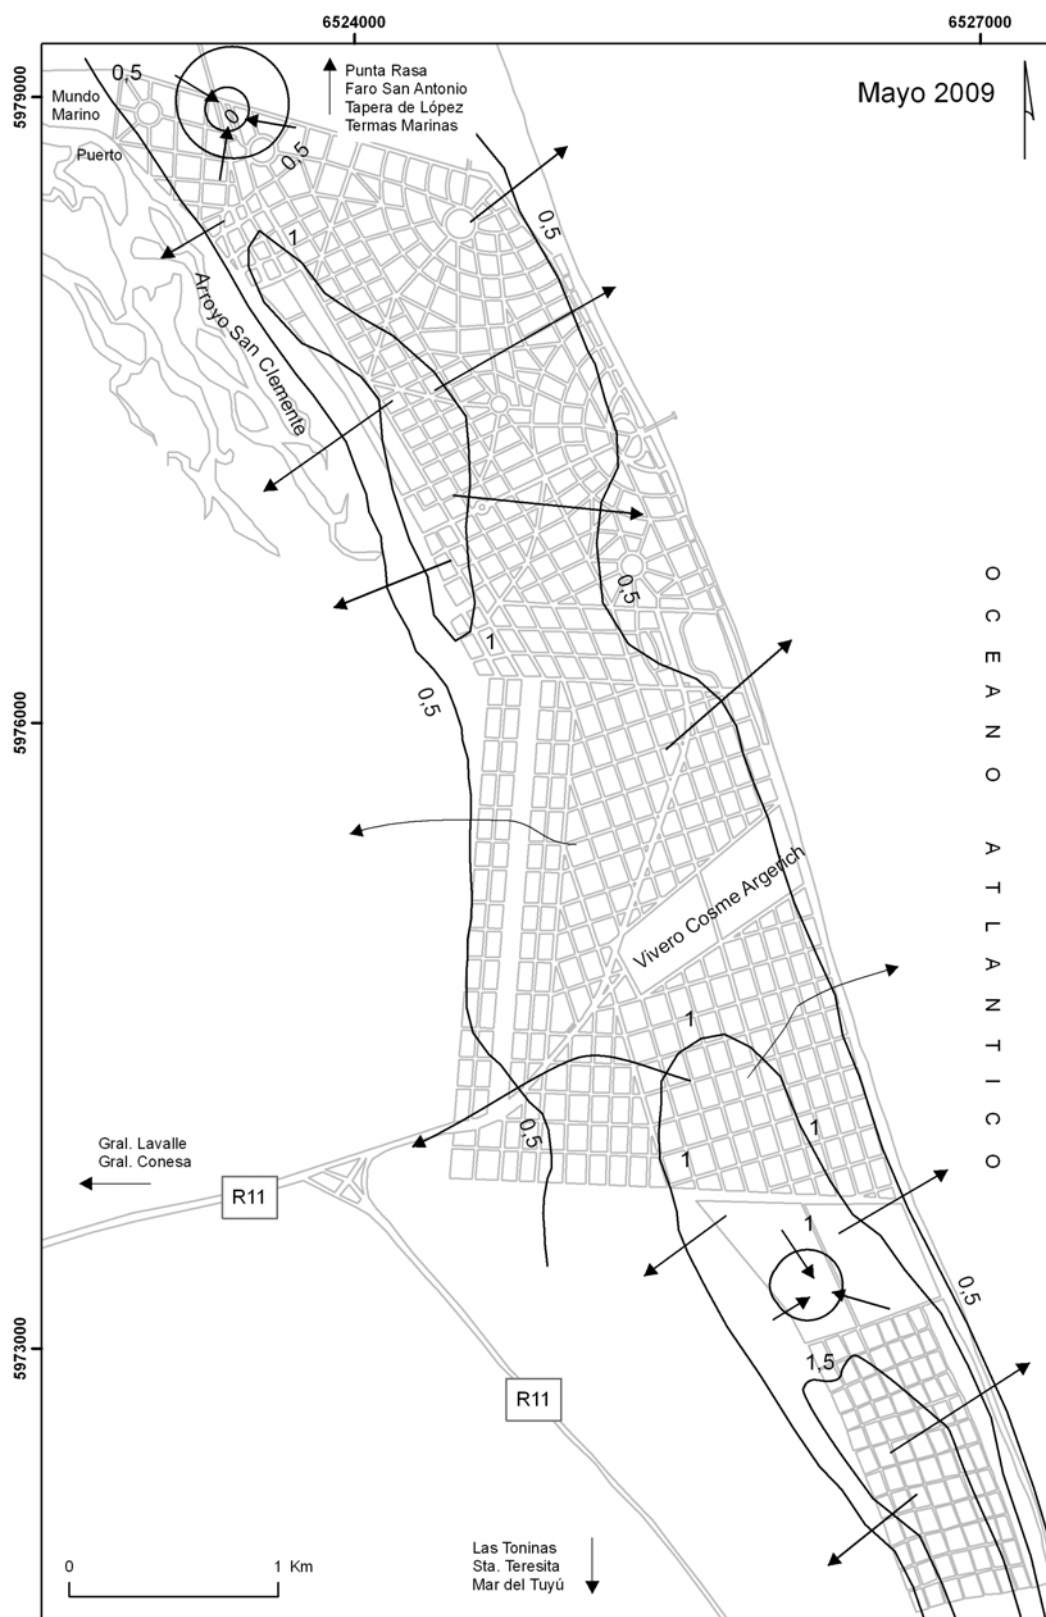 6524000
6527000
5979000
5976000
5973000
Mayo 2009
0,5
Mundo
Marino
Puerto
0
0,5
Punta Rasa
Faro San Antonio
Tapera de López
Termas Marinas
0,5
1
Arroyo San Clemente
0,5
1
0,5
OCEANO ATLANTICO
Vivero Cosme Argerich
1
1
0,5
1
Gral. Lavalle
Gral. Conesa
R11
1
0,5
1,5
R11
0
1 Km
Las Toninas
Sta. Teresita
Mar del Tuyú